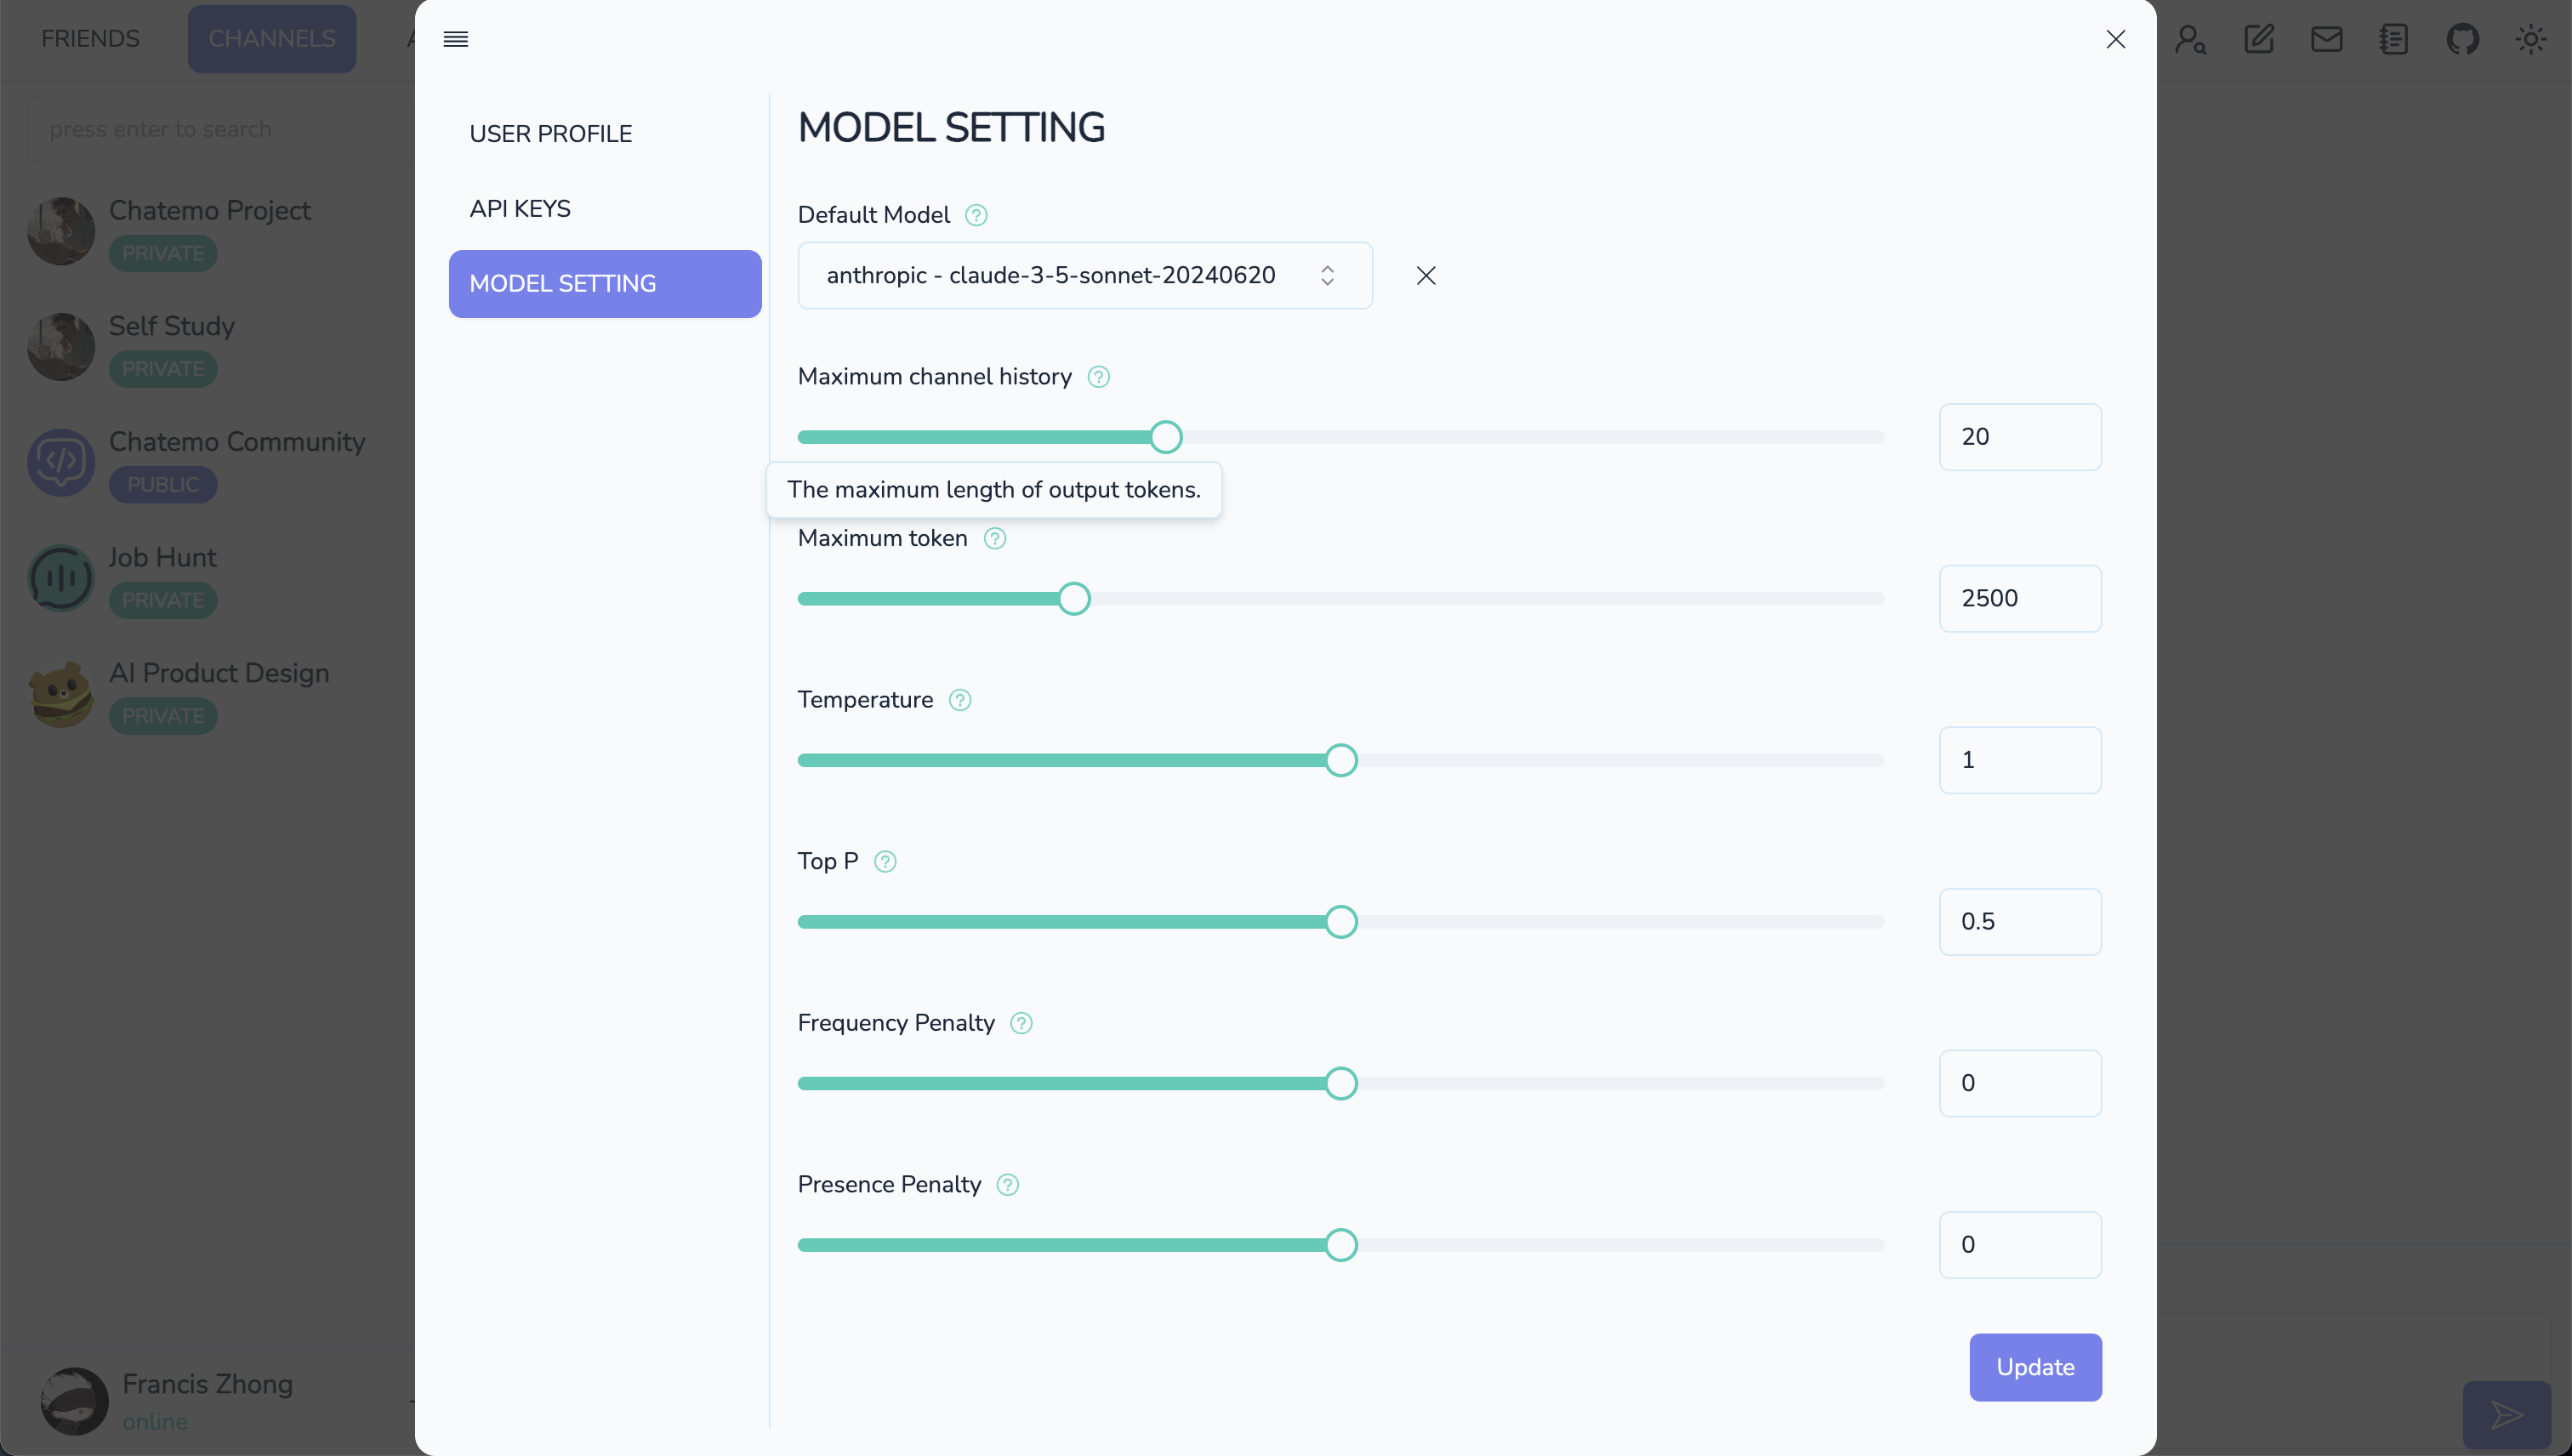 FRIENDS
CHANNELS
press enter to search
Chatemo Project
PRIVATE
Self Study
PRIVATE
Chatemo Community
PUBLIC
Job Hunt
PRIVATE
AI Product Design
PRIVATE
Francis Zhong
online
USER PROFILE
API KEYS
MODEL SETTING
MODEL SETTING
Default Model
anthropic - claude-3-5-sonnet-20240620
Maximum channel history
20
The maximum length of output tokens.
Maximum token
2500
Temperature
1
Top P
0.5
Frequency Penalty
0
Presence Penalty
0
Update